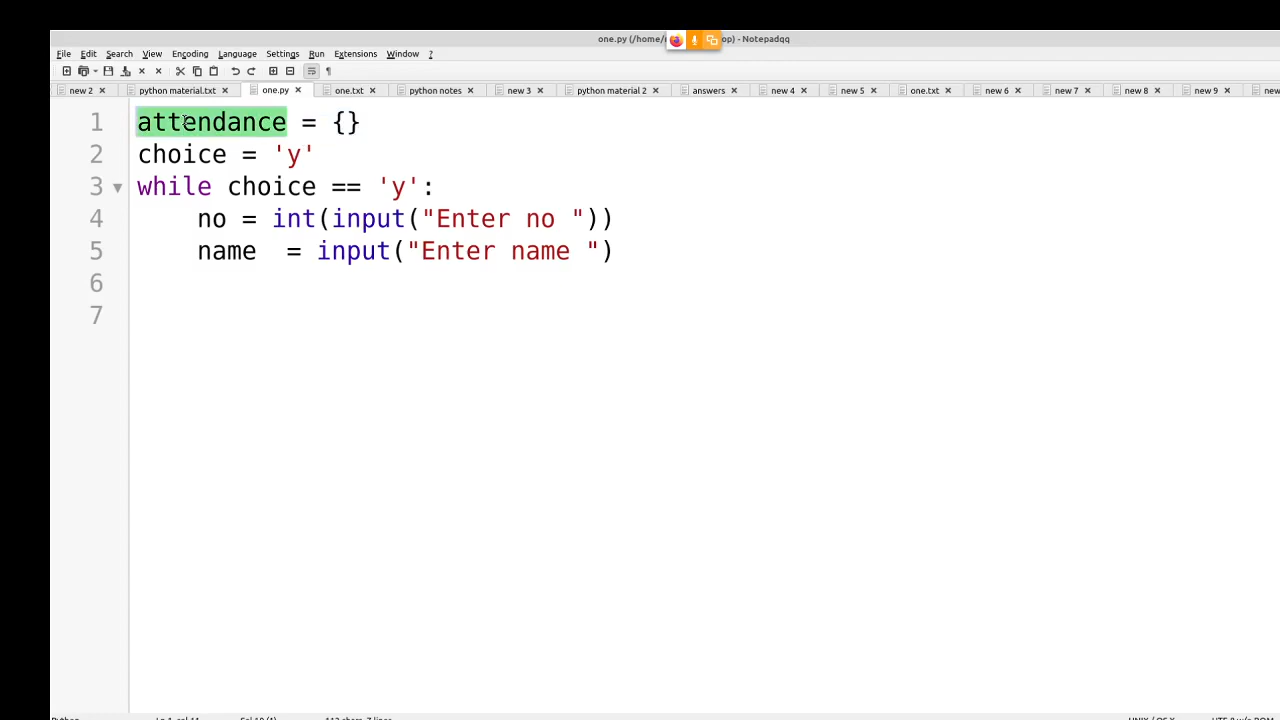 one.py (/home/ op) - Notepadqq
File Edit Search View Encoding Language Settings Run Extensions Window ?
new 2 python material.txt one.py one.txt python notes new 3 python material 2 answers new 4 new 5 one.txt new 6 new 7 new 8 new 9 new
1 attendance = {}
2 choice = 'y'
3 while choice == 'y':
4 no = int(input("Enter no "))
5 name = input("Enter name ")
6
7